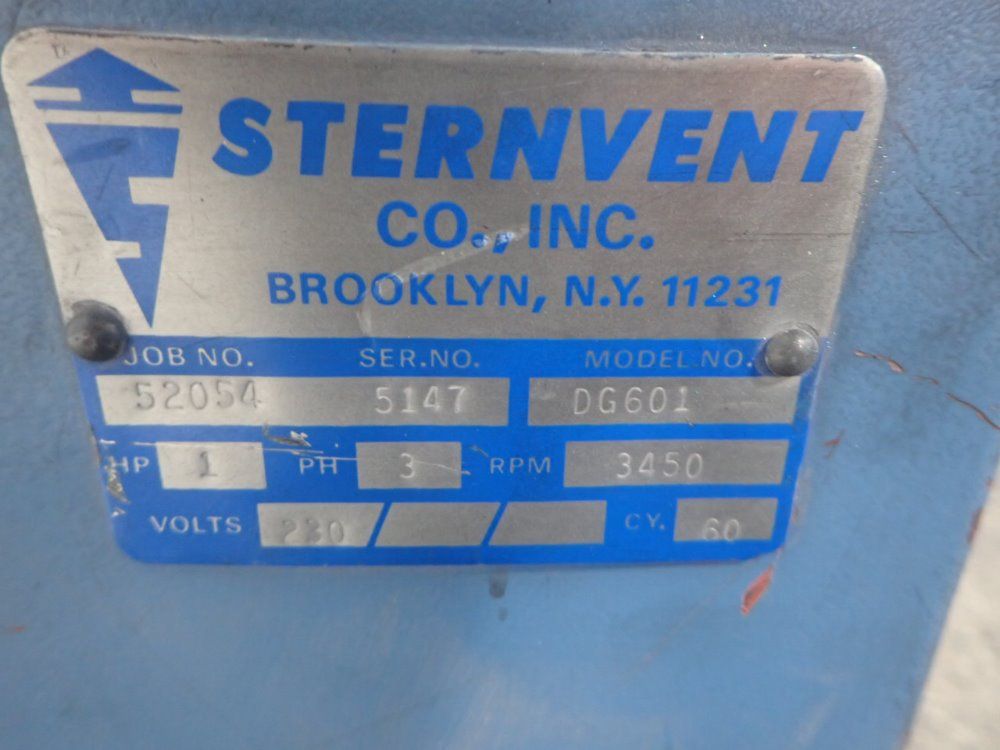 STERNVENT
CO., INC.
BROOKLYN, N.Y. 11231
JOB NO. SER.NO. MODEL NO.
52054 5147 DG601
HP 1 PH 3 RPM 3450
VOLTS 230 CY. 60